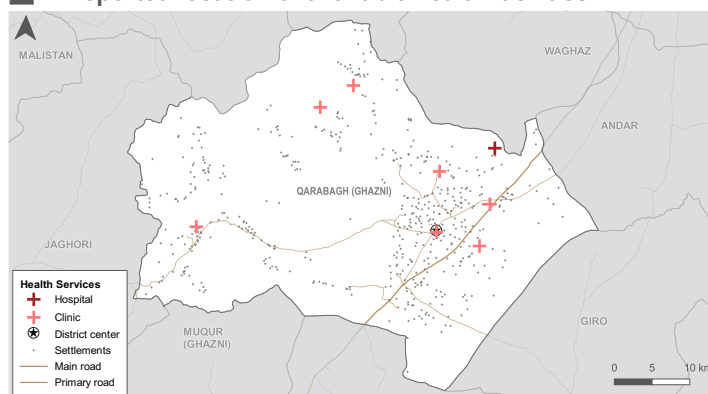 MALISTAN
WAGHAZ
ANDAR
QARABAGH (GHAZNI)
JAGHORI
GIRO
MUQUR
(GHAZNI)
Health Services
Hospital
Clinic
District center
Settlements
Main road
Primary road
0 5 10 km